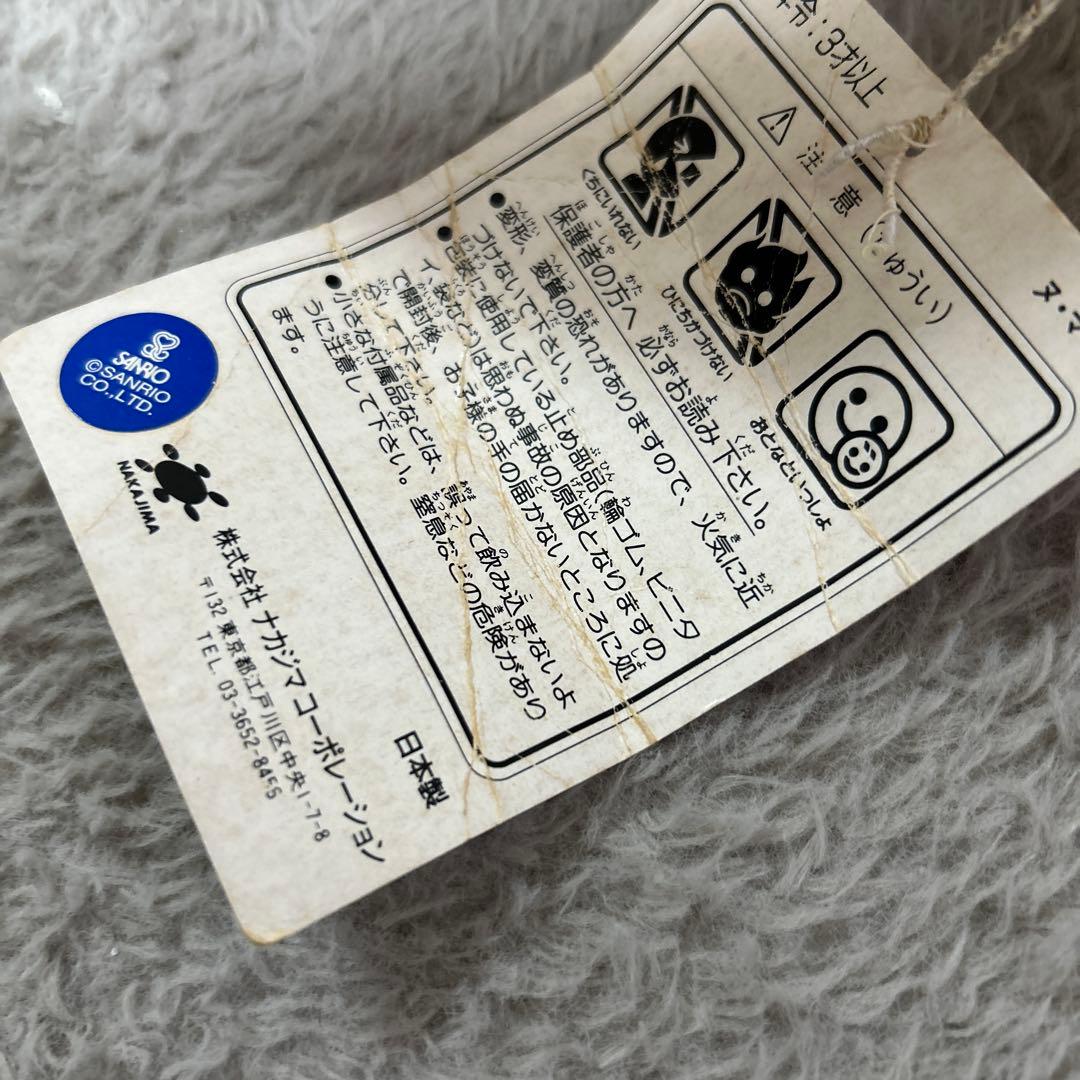 令:3才以上
注意(ちゅうい)
くちにいれない
ひにちかづけない
おとなといっしょ
保護者の方へ 必ずお読み下さい。
●変形、変質の恐れがありますので、火気に近
づけないで下さい。
●包装に使用している止め部品(輪ゴム、ビニタ
イ、袋など)は思わぬ事故の原因となりますの
で開封後、お子様の手の届かないところに処
分して下さい。
●小さな付属品などは、誤って飲み込まないよ
うに注意して下さい。窒息などの危険があり
ます。
SANRIO
©SANRIO
CO.,LTD.
NAKAJIMA
株式会社 ナカジマ コーポレーション
〒132 東京都江戸川区中央1-7-8
TEL. 03-3652-8455
日本製
ヌ・マ